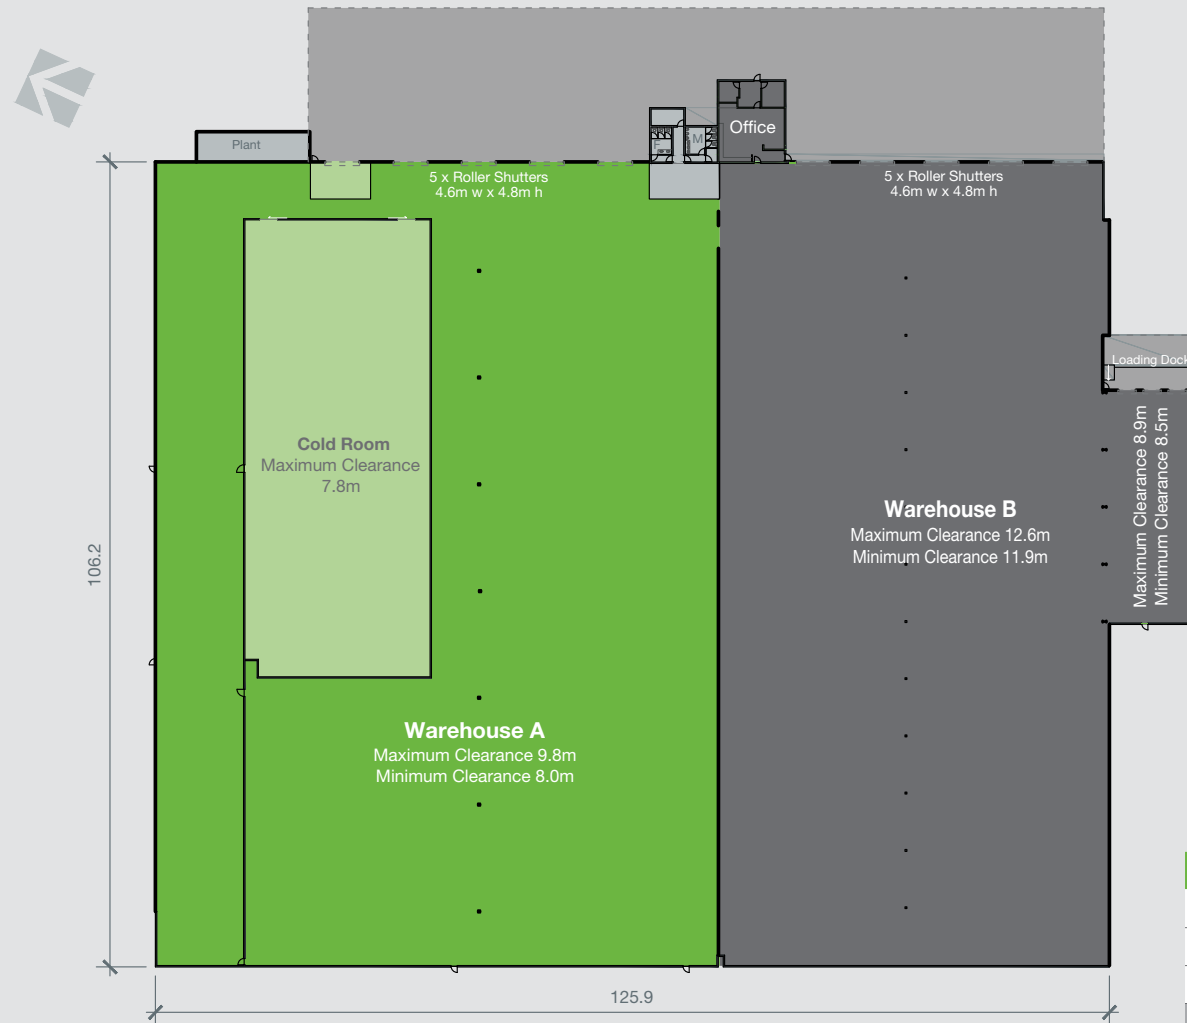 Plant
F
M
Office
5 x Roller Shutters
4.6m w x 4.8m h
5 x Roller Shutters
4.6m w x 4.8m h
Loading Dock
Cold Room
Maximum Clearance
7.8m
Maximum Clearance 8.9m
Minimum Clearance 8.5m
Warehouse B
Maximum Clearance 12.6m
Minimum Clearance 11.9m
106.2
Warehouse A
Maximum Clearance 9.8m
Minimum Clearance 8.0m
125.9